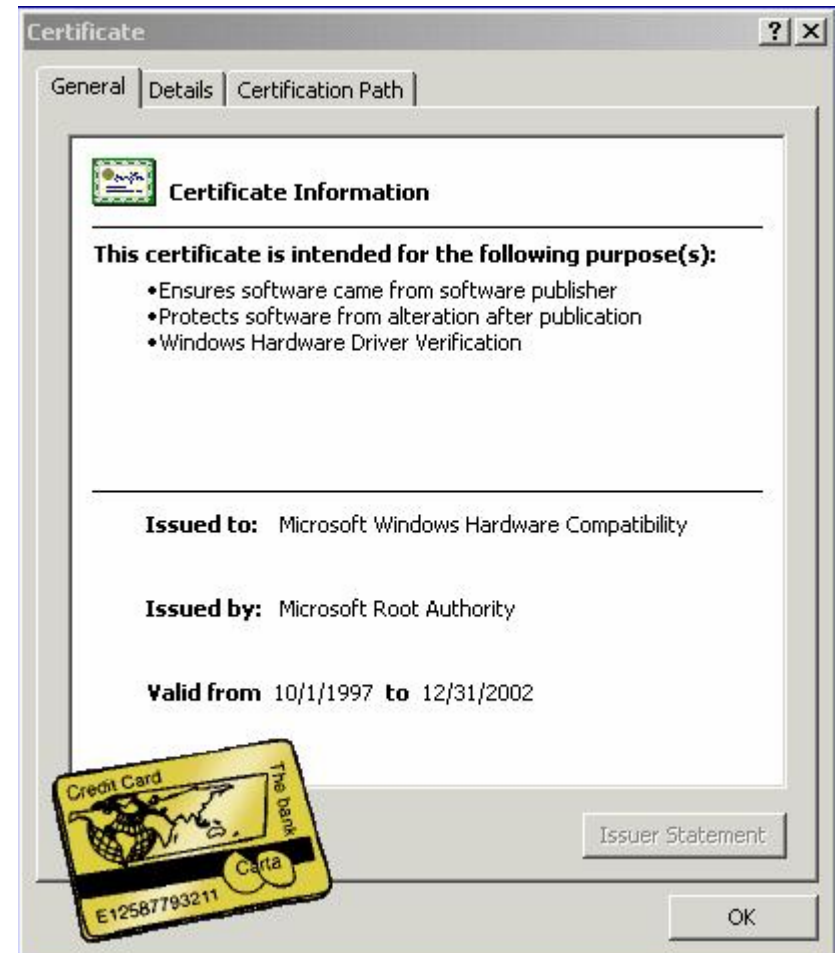 Certificate
General Details Certification Path
Certificate Information
This certificate is intended for the following purpose(s):
•Ensures software came from software publisher
•Protects software from alteration after publication
•Windows Hardware Driver Verification
Issued to: Microsoft Windows Hardware Compatibility
Issued by: Microsoft Root Authority
Valid from 10/1/1997 to 12/31/2002
Credit Card
The bank
Carta
E12587793211
Issuer Statement
OK